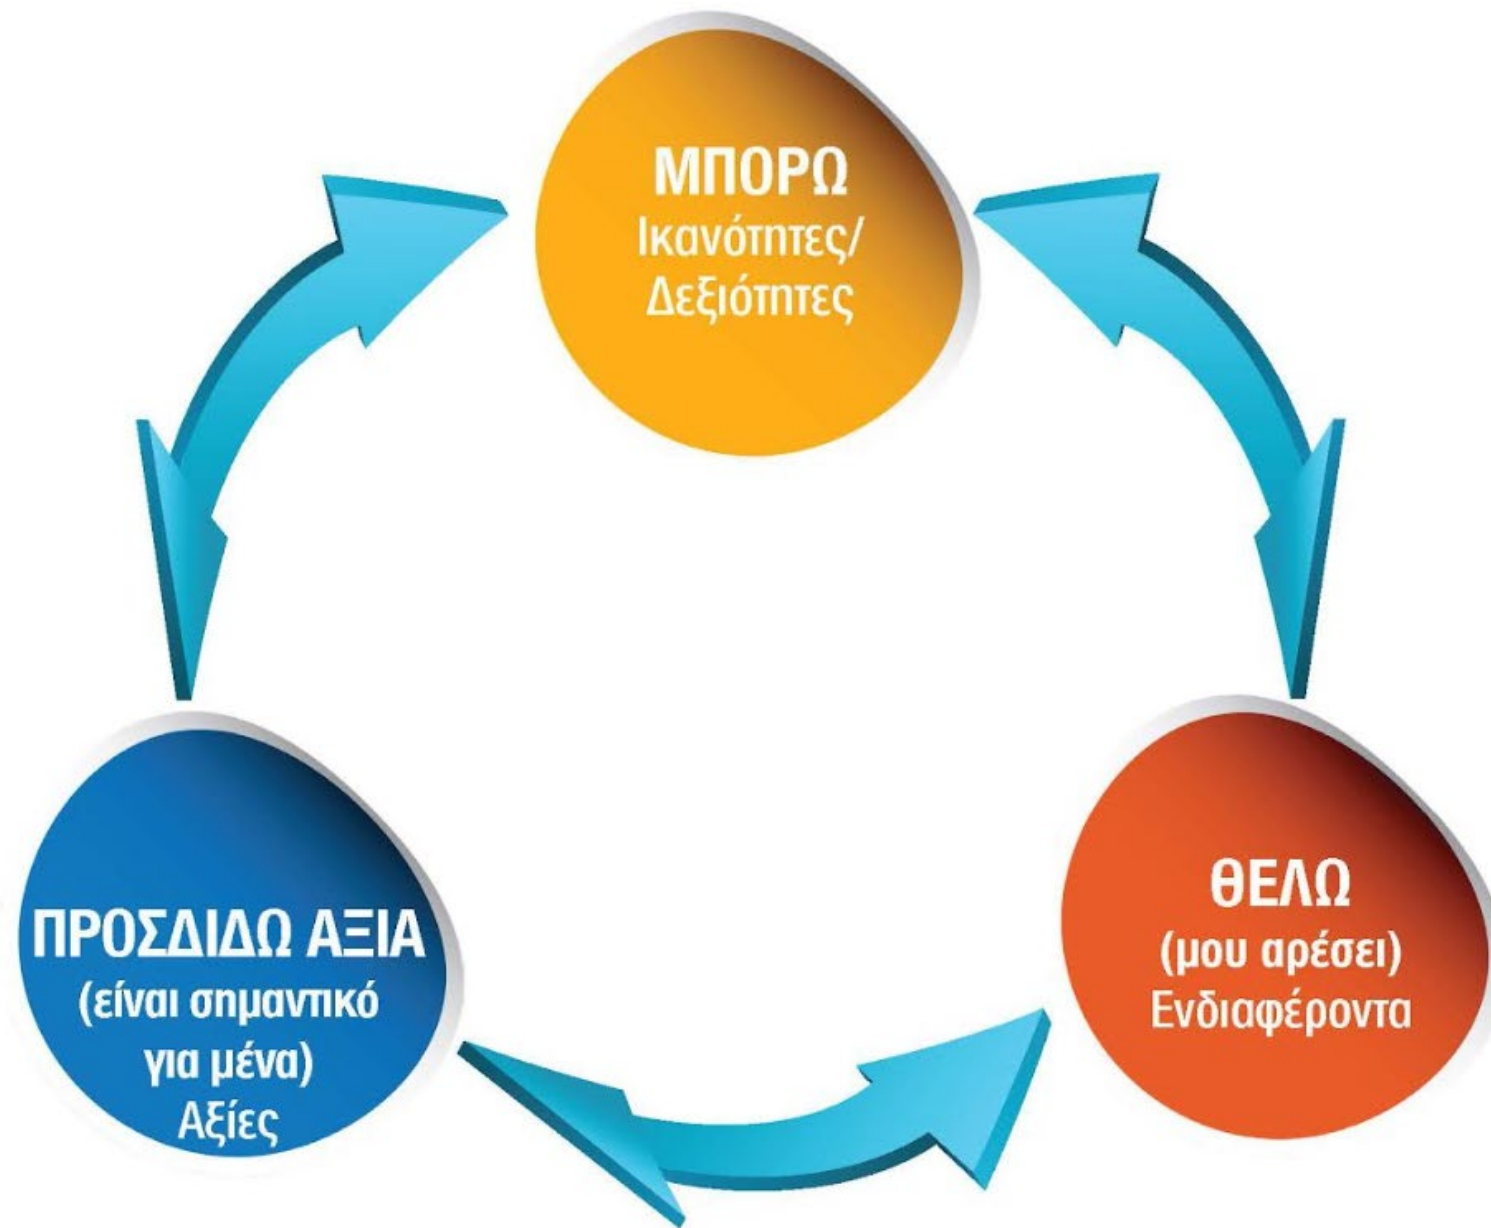 ΜΠΟΡΩ
Ικανότητες/
Δεξιότητες
ΠΡΟΣΔΙΔΩ ΑΞΙΑ
(είναι σημαντικό
για μένα)
Αξίες
ΘΕΛΩ
(μου αρέσει)
Ενδιαφέροντα